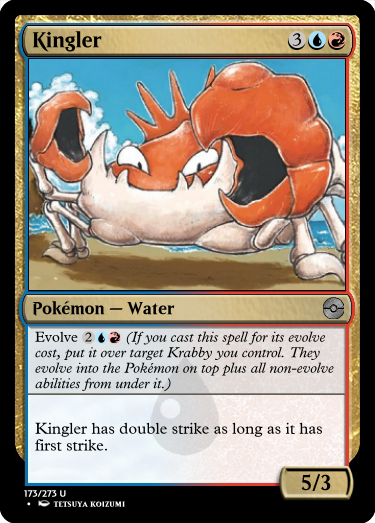 Kingler 3
Pokémon — Water
Evolve 2 (If you cast this spell for its evolve
cost, put it over target Krabby you control. They
evolve into the Pokémon on top plus all non-evolve
abilities from under it.)
Kingler has double strike as long as it has
first strike.
5/3
173/273 U
• TETSUYA KOIZUMI